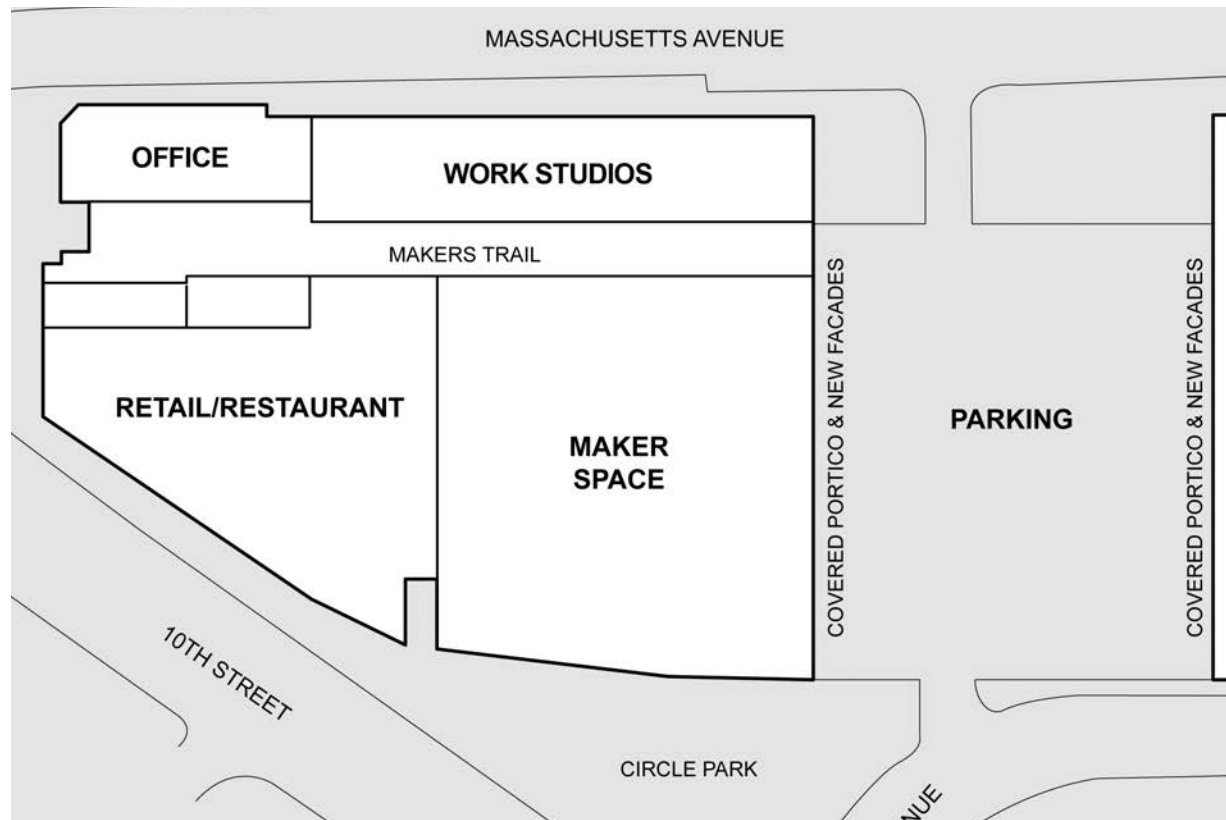 MASSACHUSETTS AVENUE
OFFICE
WORK STUDIOS
MAKERS TRAIL
RETAIL/RESTAURANT
MAKER
SPACE
COVERED PORTICO & NEW FACADES
PARKING
COVERED PORTICO & NEW FACADES
10TH STREET
CIRCLE PARK